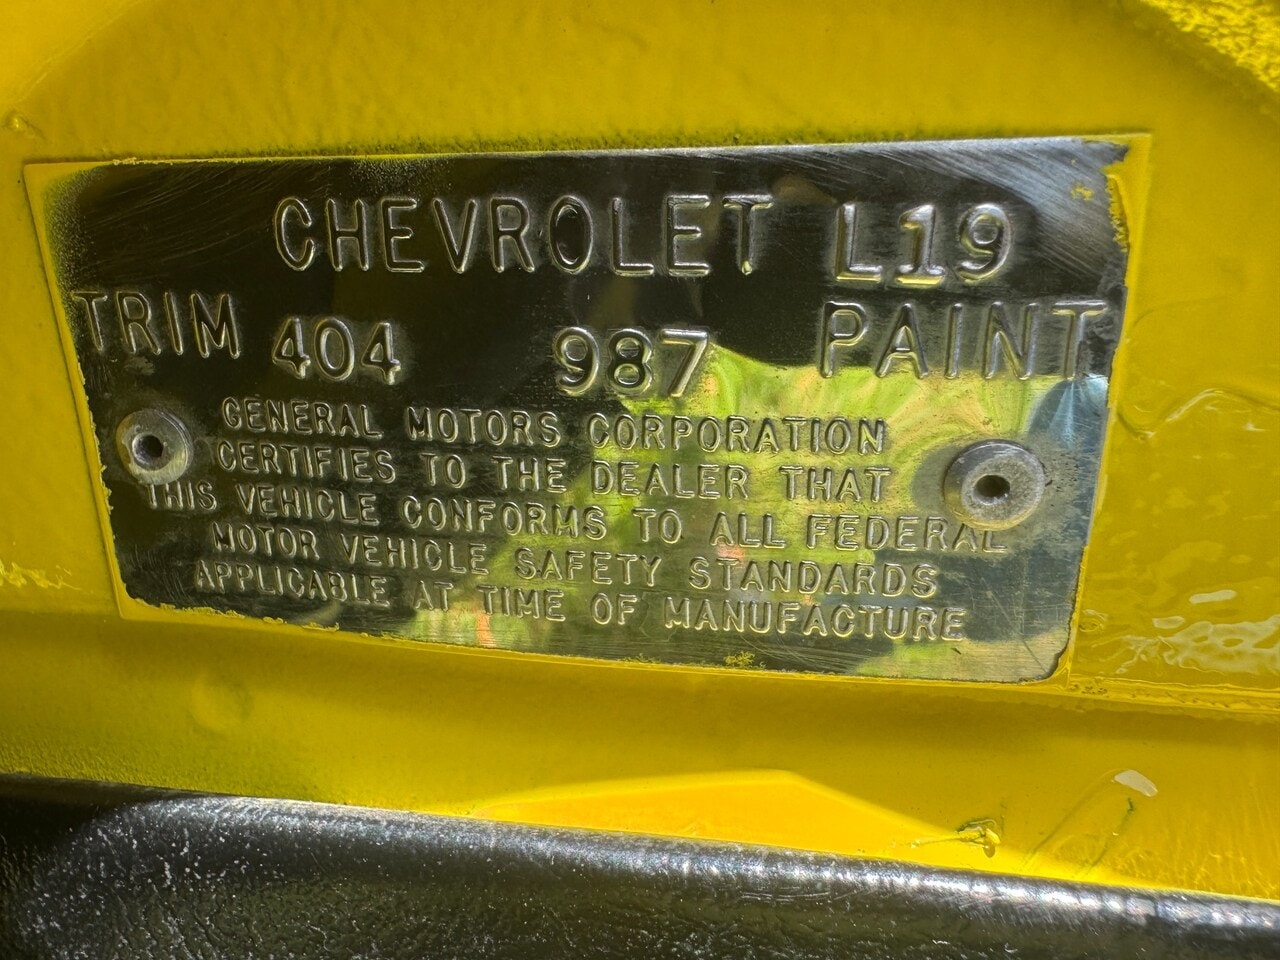 CHEVROLET L19
TRIM 404 987 PAINT
GENERAL MOTORS CORPORATION
CERTIFIES TO THE DEALER THAT
THIS VEHICLE CONFORMS TO ALL FEDERAL
MOTOR VEHICLE SAFETY STANDARDS
APPLICABLE AT TIME OF MANUFACTURE